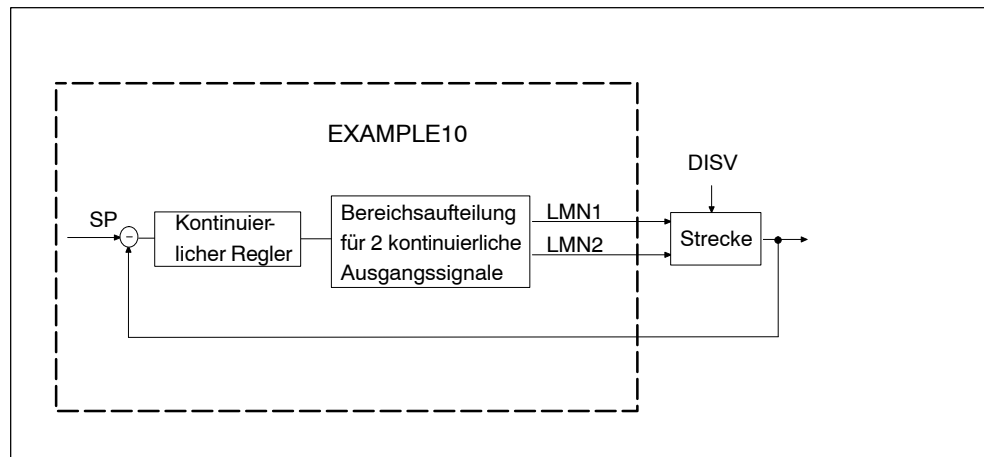 EXAMPLE10
DISV
SP
Kontinuier-
licher Regler
Bereichsaufteilung
für 2 kontinuierliche
Ausgangssignale
LMN1
LMN2
Strecke